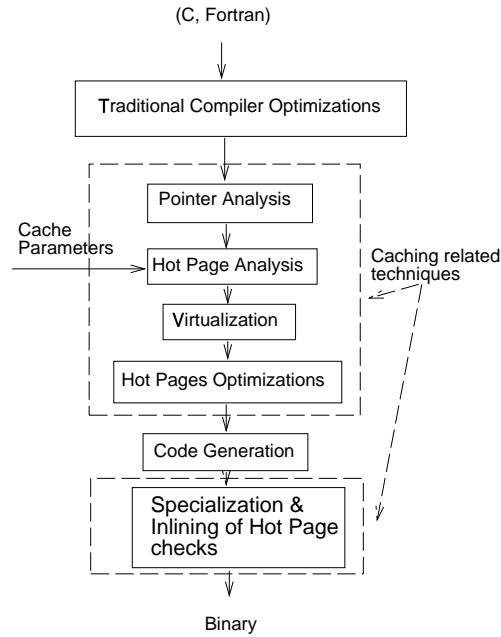 (C, Fortran)
Traditional Compiler Optimizations
Pointer Analysis
Cache
Parameters
Hot Page Analysis
Caching related
techniques
Virtualization
Hot Pages Optimizations
Code Generation
Specialization &
Inlining of Hot Page
checks
Binary